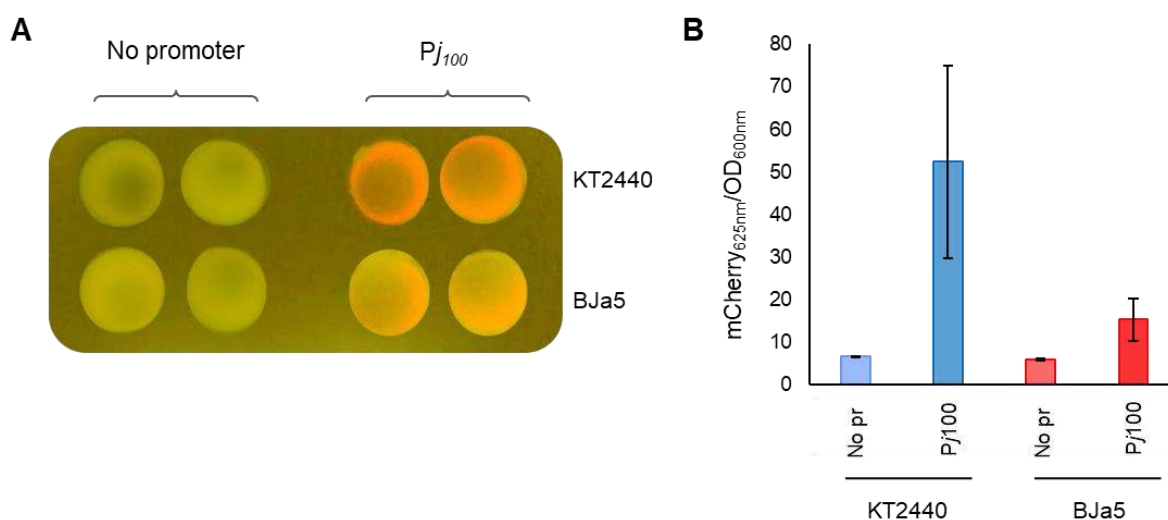 A
No promoter
Pj100
KT2440
BJa5
B
mCherry625nm/OD600nm
80
70
60
50
40
30
20
10
0
No pr
Pj100
No pr
Pj100
KT2440
BJa5